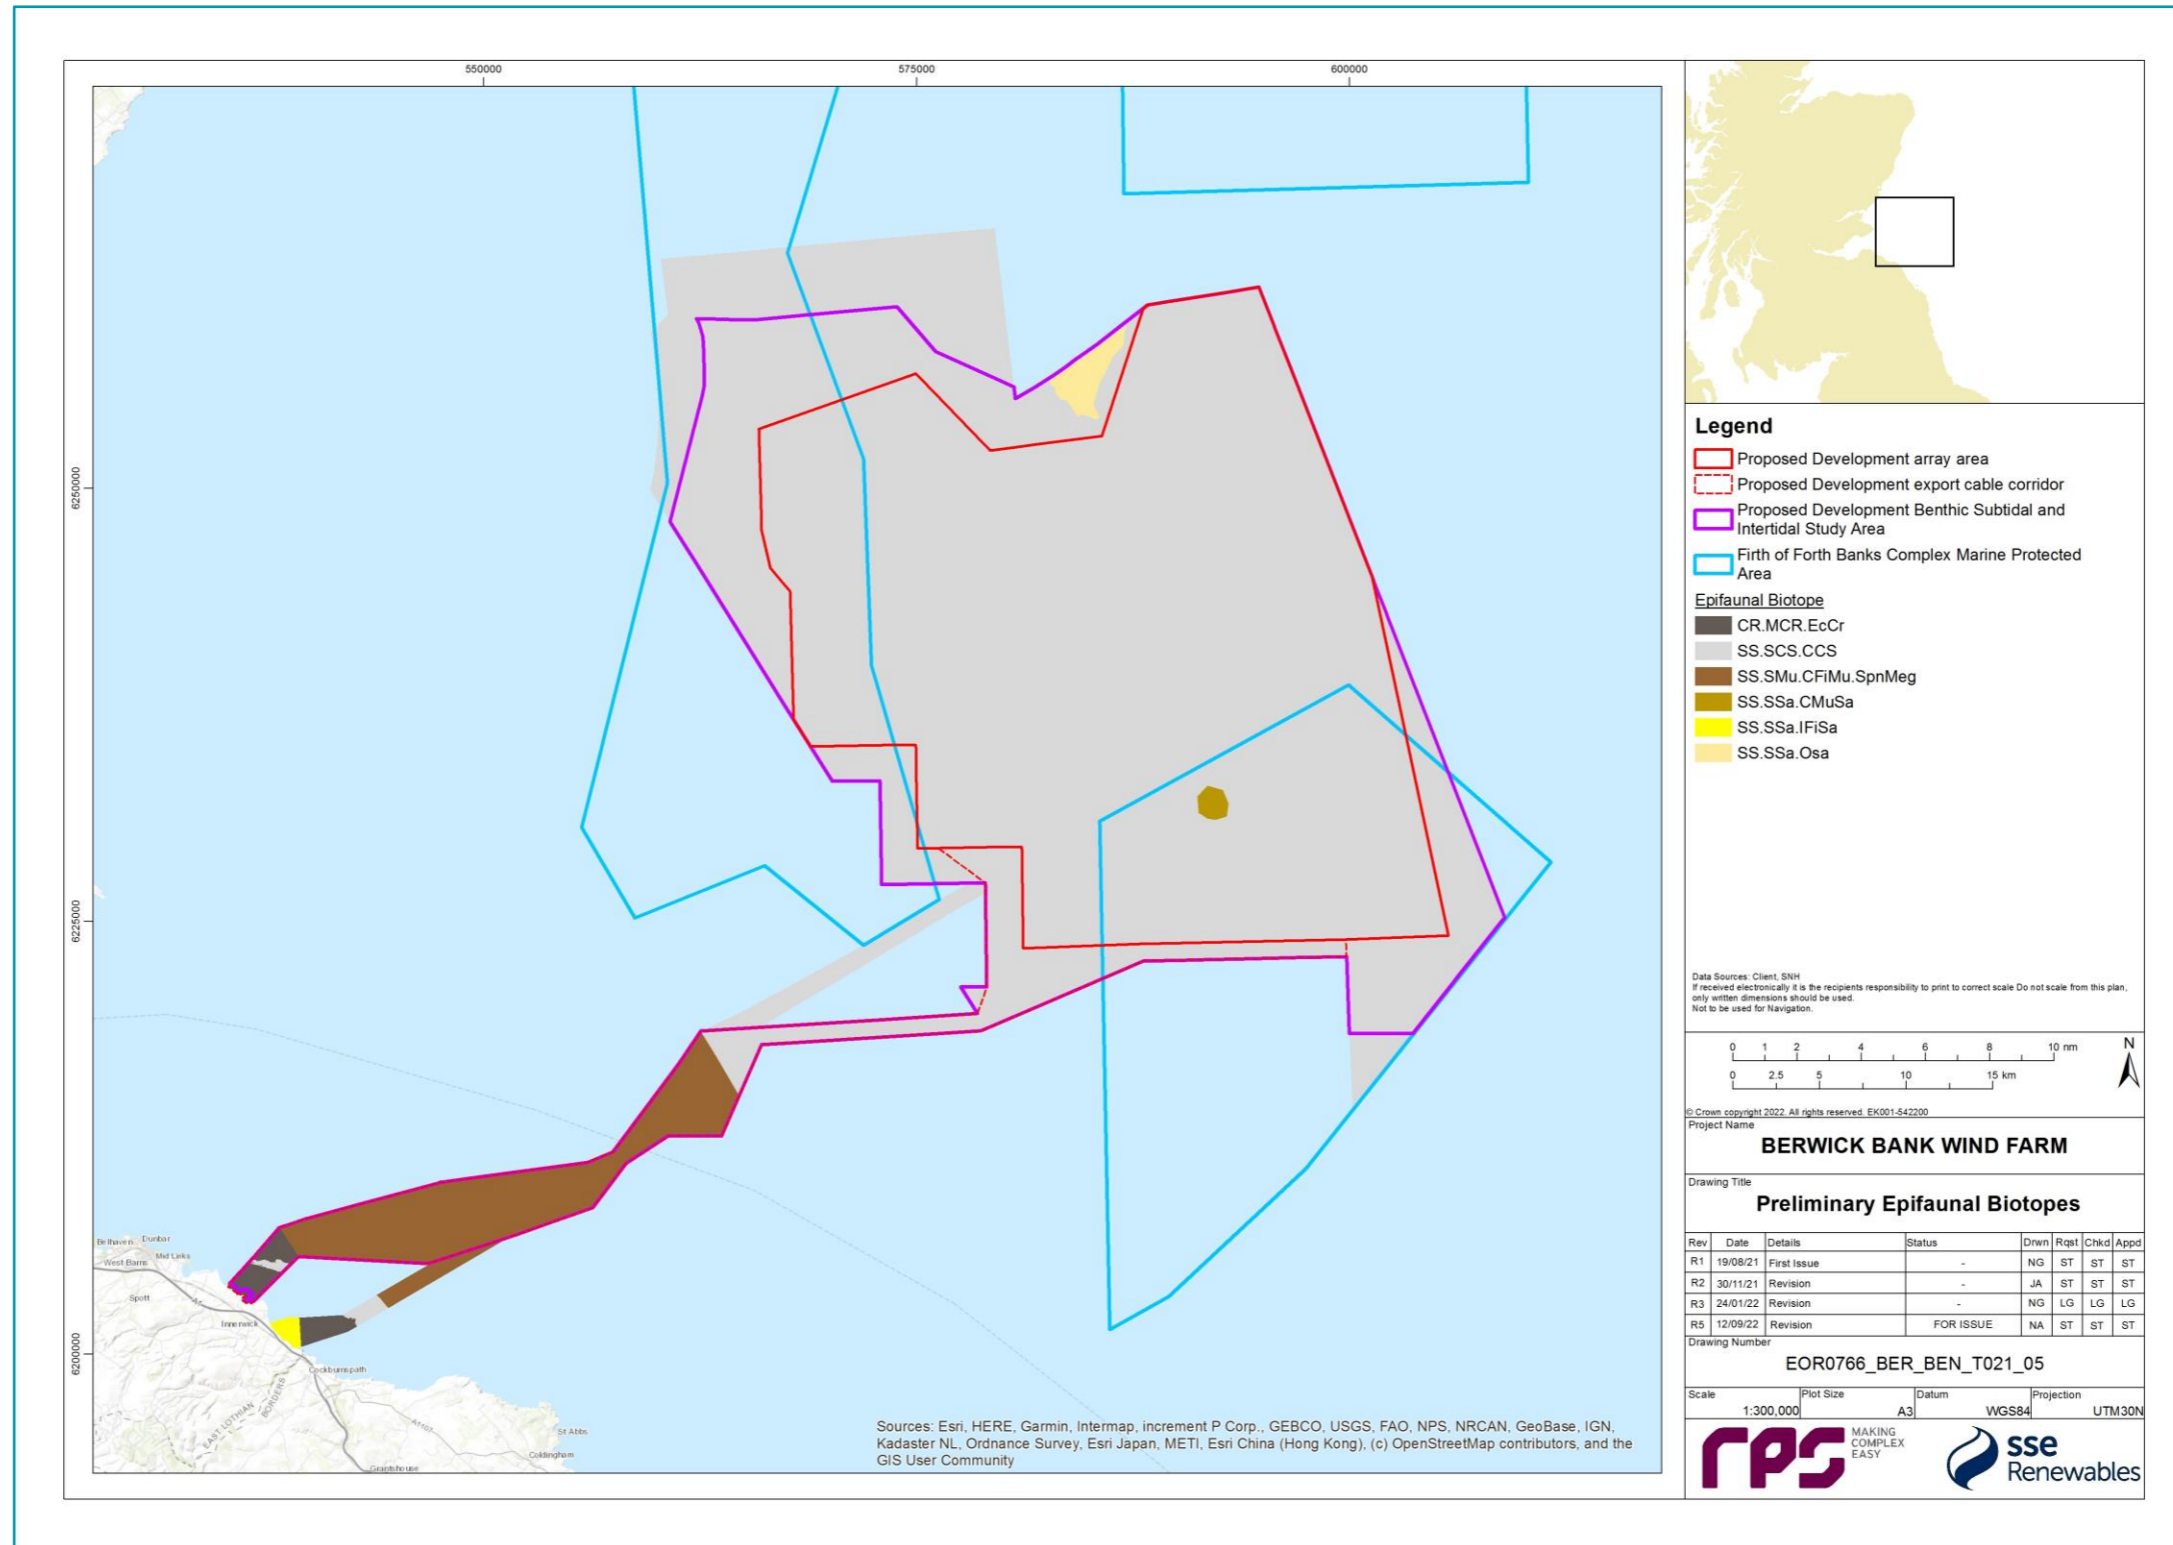 550000
575000
600000
6250000
6225000
6200000
Belhaven
Dunbar
Mid Links
West Barns
Spott
A1
Innerwick
Cockburnspath
EAST LOTHIAN
BORDERS
A1107
St Abbs
Coldingham
Grantshouse
Sources: Esri, HERE, Garmin, Intermap, increment P Corp., GEBCO, USGS, FAO, NPS, NRCAN, GeoBase, IGN,
Kadaster NL, Ordnance Survey, Esri Japan, METI, Esri China (Hong Kong), (c) OpenStreetMap contributors, and the
GIS User Community
Legend
Proposed Development array area
Proposed Development export cable corridor
Proposed Development Benthic Subtidal and
Intertidal Study Area
Firth of Forth Banks Complex Marine Protected
Area
Epifaunal Biotope
CR.MCR.EcCr
SS.SCS.CCS
SS.SMu.CFiMu.SpnMeg
SS.SSa.CMuSa
SS.SSa.IFiSa
SS.SSa.Osa
Data Sources: Client, SNH
If received electronically it is the recipients responsibility to print to correct scale Do not scale from this plan,
only written dimensions should be used.
Not to be used for Navigation.
0 1 2 4 6 8 10 nm
0 2.5 5 10 15 km
N
© Crown copyright 2022. All rights reserved. EK001-542200
Project Name
BERWICK BANK WIND FARM
Drawing Title
Preliminary Epifaunal Biotopes
Rev Date Details Status Drwn Rqst Chkd Appd
R1 19/08/21 First Issue - NG ST ST ST
R2 30/11/21 Revision - JA ST ST ST
R3 24/01/22 Revision - NG LG LG LG
R5 12/09/22 Revision FOR ISSUE NA ST ST ST
Drawing Number
EOR0766_BER_BEN_T021_05
Scale Plot Size Datum Projection
1:300,000 A3 WGS84 UTM30N
rps MAKING
COMPLEX
EASY
sse
Renewables